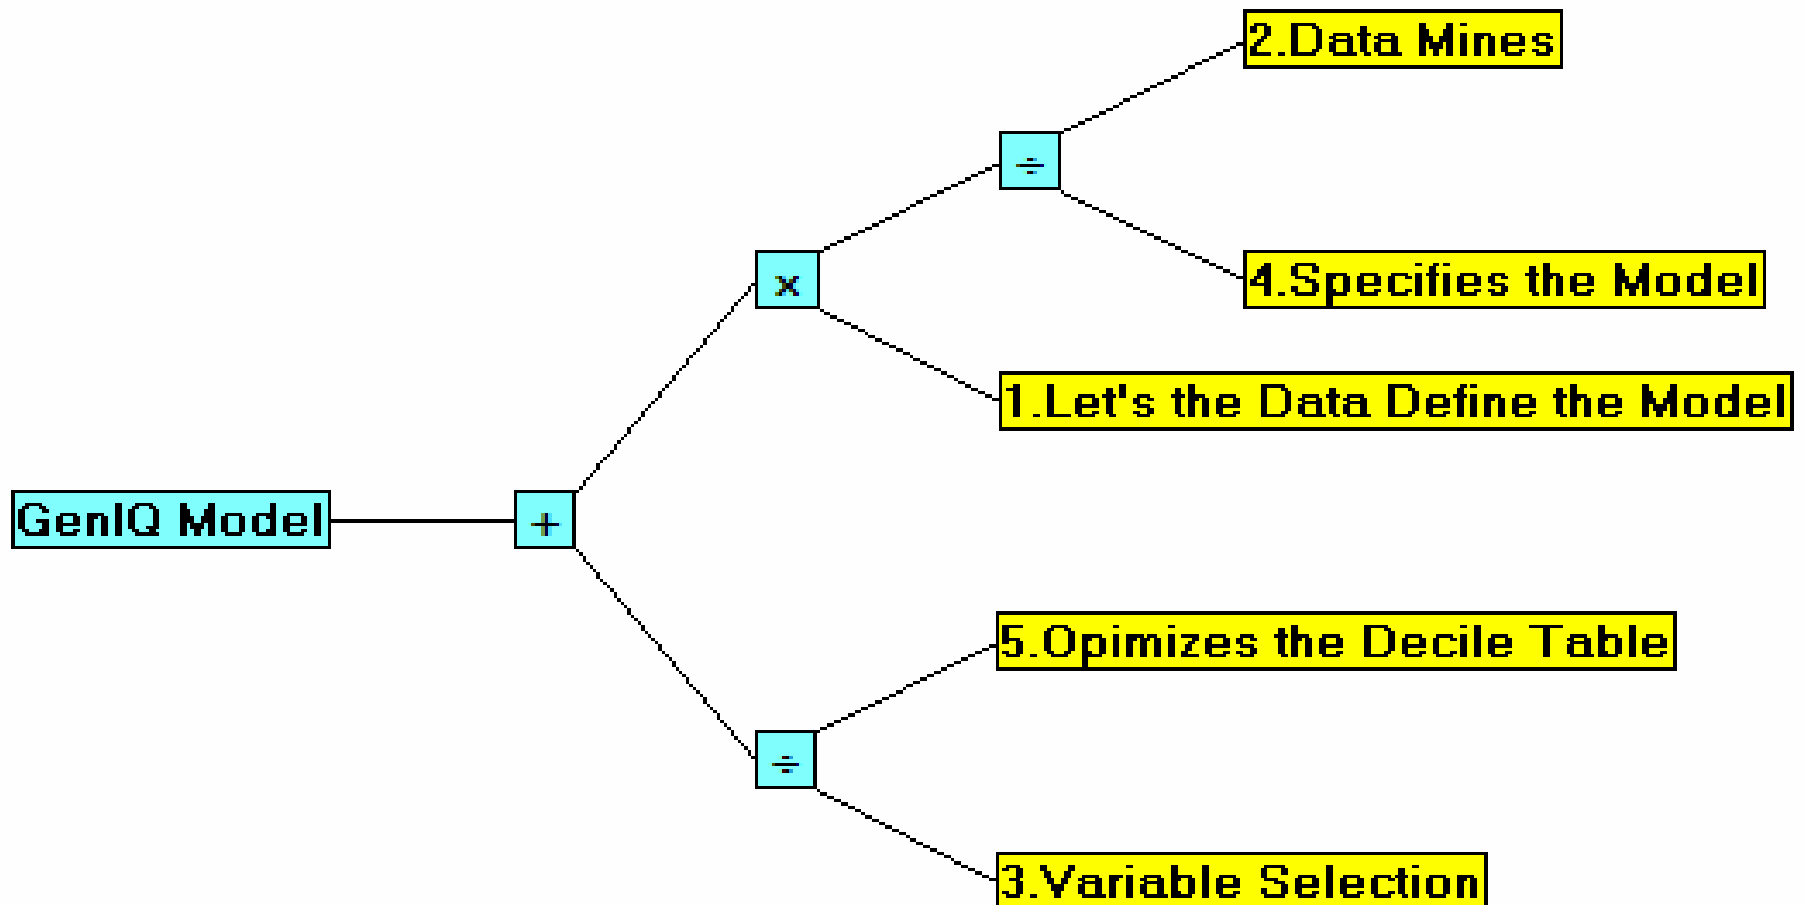 2.Data Mines
÷
4.Specifies the Model
x
1.Let's the Data Define the Model
GenIQ Model
+
5.Opimizes the Decile Table
÷
3.Variable Selection